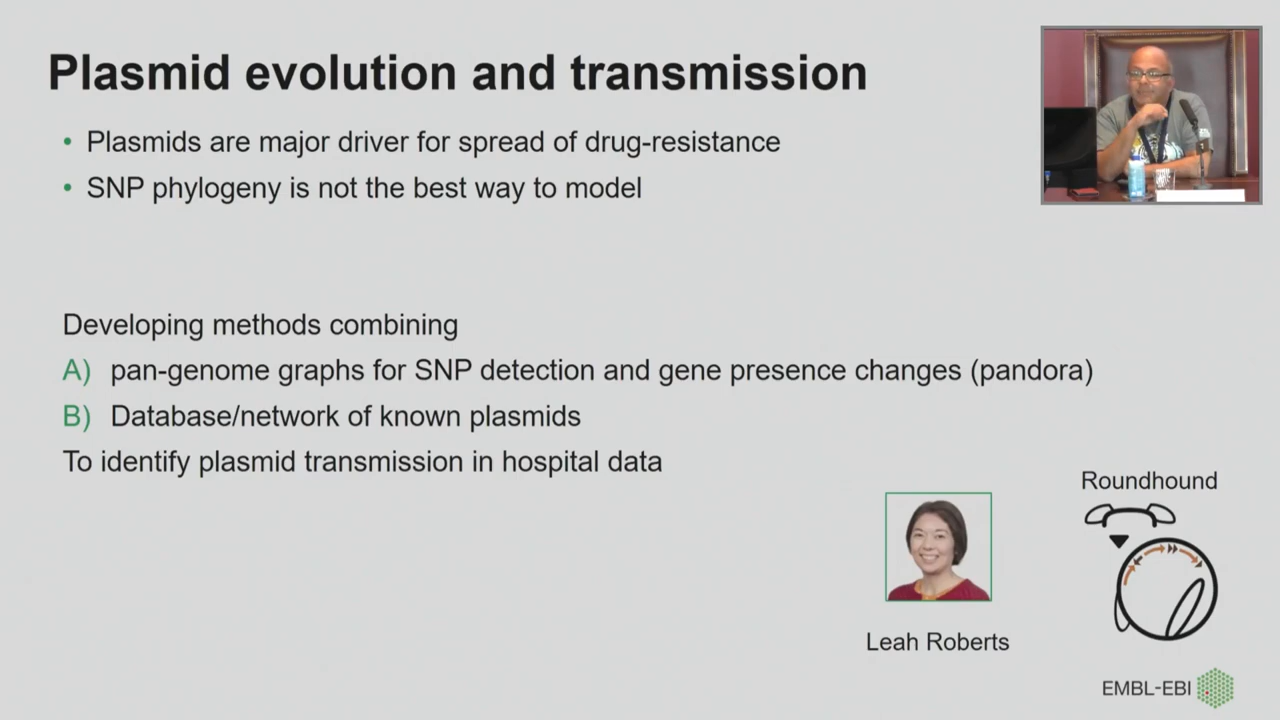 Plasmid evolution and transmission
• Plasmids are major driver for spread of drug-resistance
• SNP phylogeny is not the best way to model
Developing methods combining
A) pan-genome graphs for SNP detection and gene presence changes (pandora)
B) Database/network of known plasmids
To identify plasmid transmission in hospital data
Roundhound
Leah Roberts
EMBL-EBI